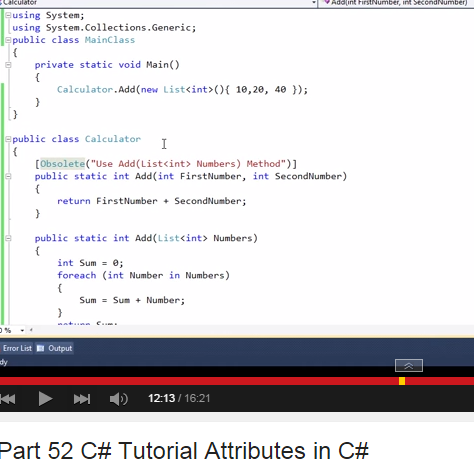 Calculator
Add(int FirstNumber, int SecondNumber)
using System;
using System.Collections.Generic;
public class MainClass
{
private static void Main()
{
Calculator.Add(new List<int>(){ 10,20, 40 });
}
}
public class Calculator
{
[Obsolete("Use Add(List<int> Numbers) Method")]
public static int Add(int FirstNumber, int SecondNumber)
{
return FirstNumber + SecondNumber;
}
public static int Add(List<int> Numbers)
{
int Sum = 0;
foreach (int Number in Numbers)
{
Sum = Sum + Number;
}
return Sum;
0 %
Error List Output
dy
12:13 / 16:21
Part 52 C# Tutorial Attributes in C#